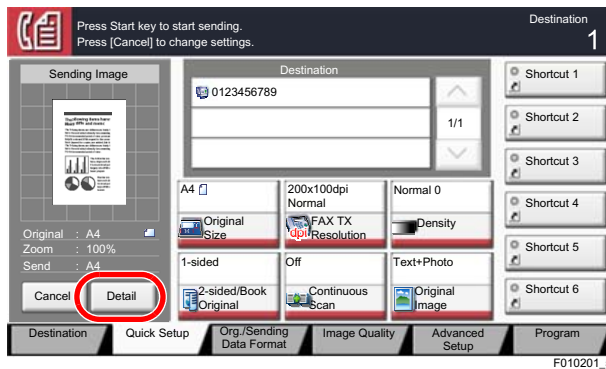 Press Start key to start sending.
Press [Cancel] to change settings.
Destination
1
Sending Image
Original : A4
Zoom : 100%
Send : A4
Cancel
Detail
Destination
0123456789
1/1
A4
Original
Size
200x100dpi
Normal
dpi
FAX TX
Resolution
Normal 0
Density
1-sided
2-sided/Book
Original
Off
Continuous
Scan
Text+Photo
Original
Image
Shortcut 1
Shortcut 2
Shortcut 3
Shortcut 4
Shortcut 5
Shortcut 6
Destination
Quick Setup
Org./Sending
Data Format
Image Quality
Advanced
Setup
Program
F010201_